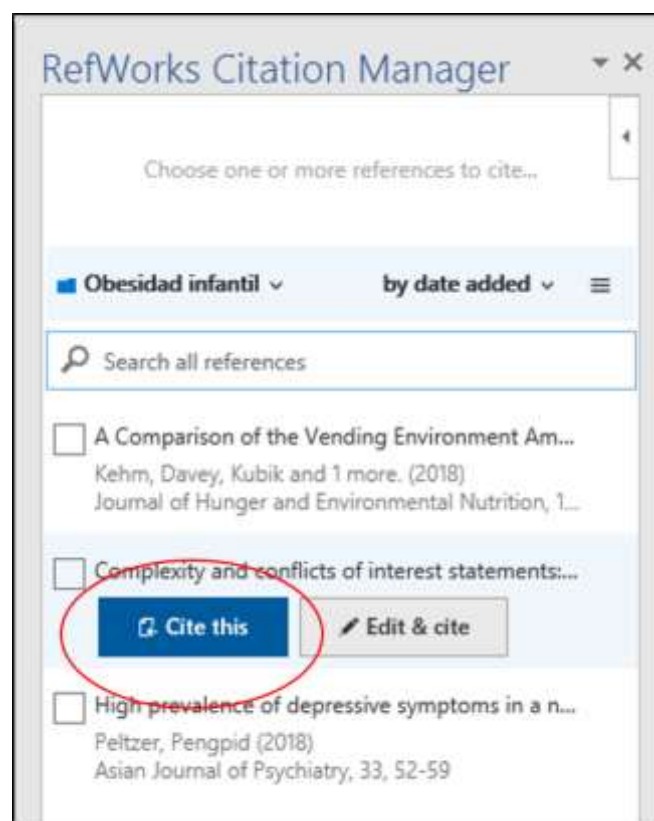 RefWorks Citation Manager
Choose one or more references to cite...
Obesidad infantil
by date added
Search all references
A Comparison of the Vending Environment Am...
Kehm, Davey, Kubik and 1 more. (2018)
Journal of Hunger and Environmental Nutrition, 1...
Complexity and conflicts of interest statements:...
Cite this
Edit & cite
High prevalence of depressive symptoms in a n...
Peltzer, Pengpid (2018)
Asian Journal of Psychiatry, 33, 52-59